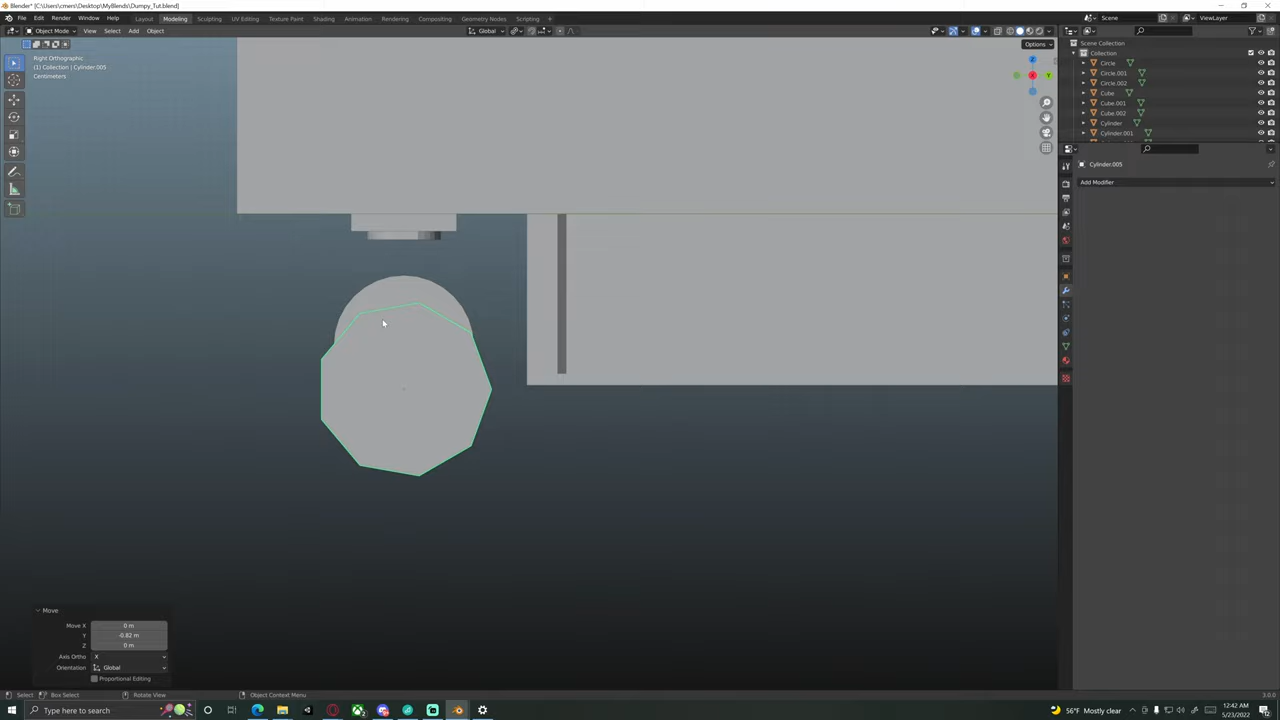 Blender* [C:\Users\cmers\Desktop\MyBlends\Dumpy_Tut.blend]
File Edit Render Window Help Layout Modeling Sculpting UV Editing Texture Paint Shading Animation Rendering Compositing Geometry Nodes Scripting Scene ViewLayer
Object Mode View Select Add Object Global
Options
Right Orthographic
(1) Collection | Cylinder.005
Centimeters
Z
X
Y
Scene Collection
Collection
Circle
Circle.001
Circle.002
Cube
Cube.001
Cube.002
Cylinder
Cylinder.001
Cylinder.005
Add Modifier
Move
Move X 0 m
Y -0.82 m
Z 0 m
Axis Ortho X
Orientation Global
Proportional Editing
Select Box Select Rotate View Object Context Menu 3.0.0
Type here to search
56°F Mostly clear
12:42 AM
5/23/2022